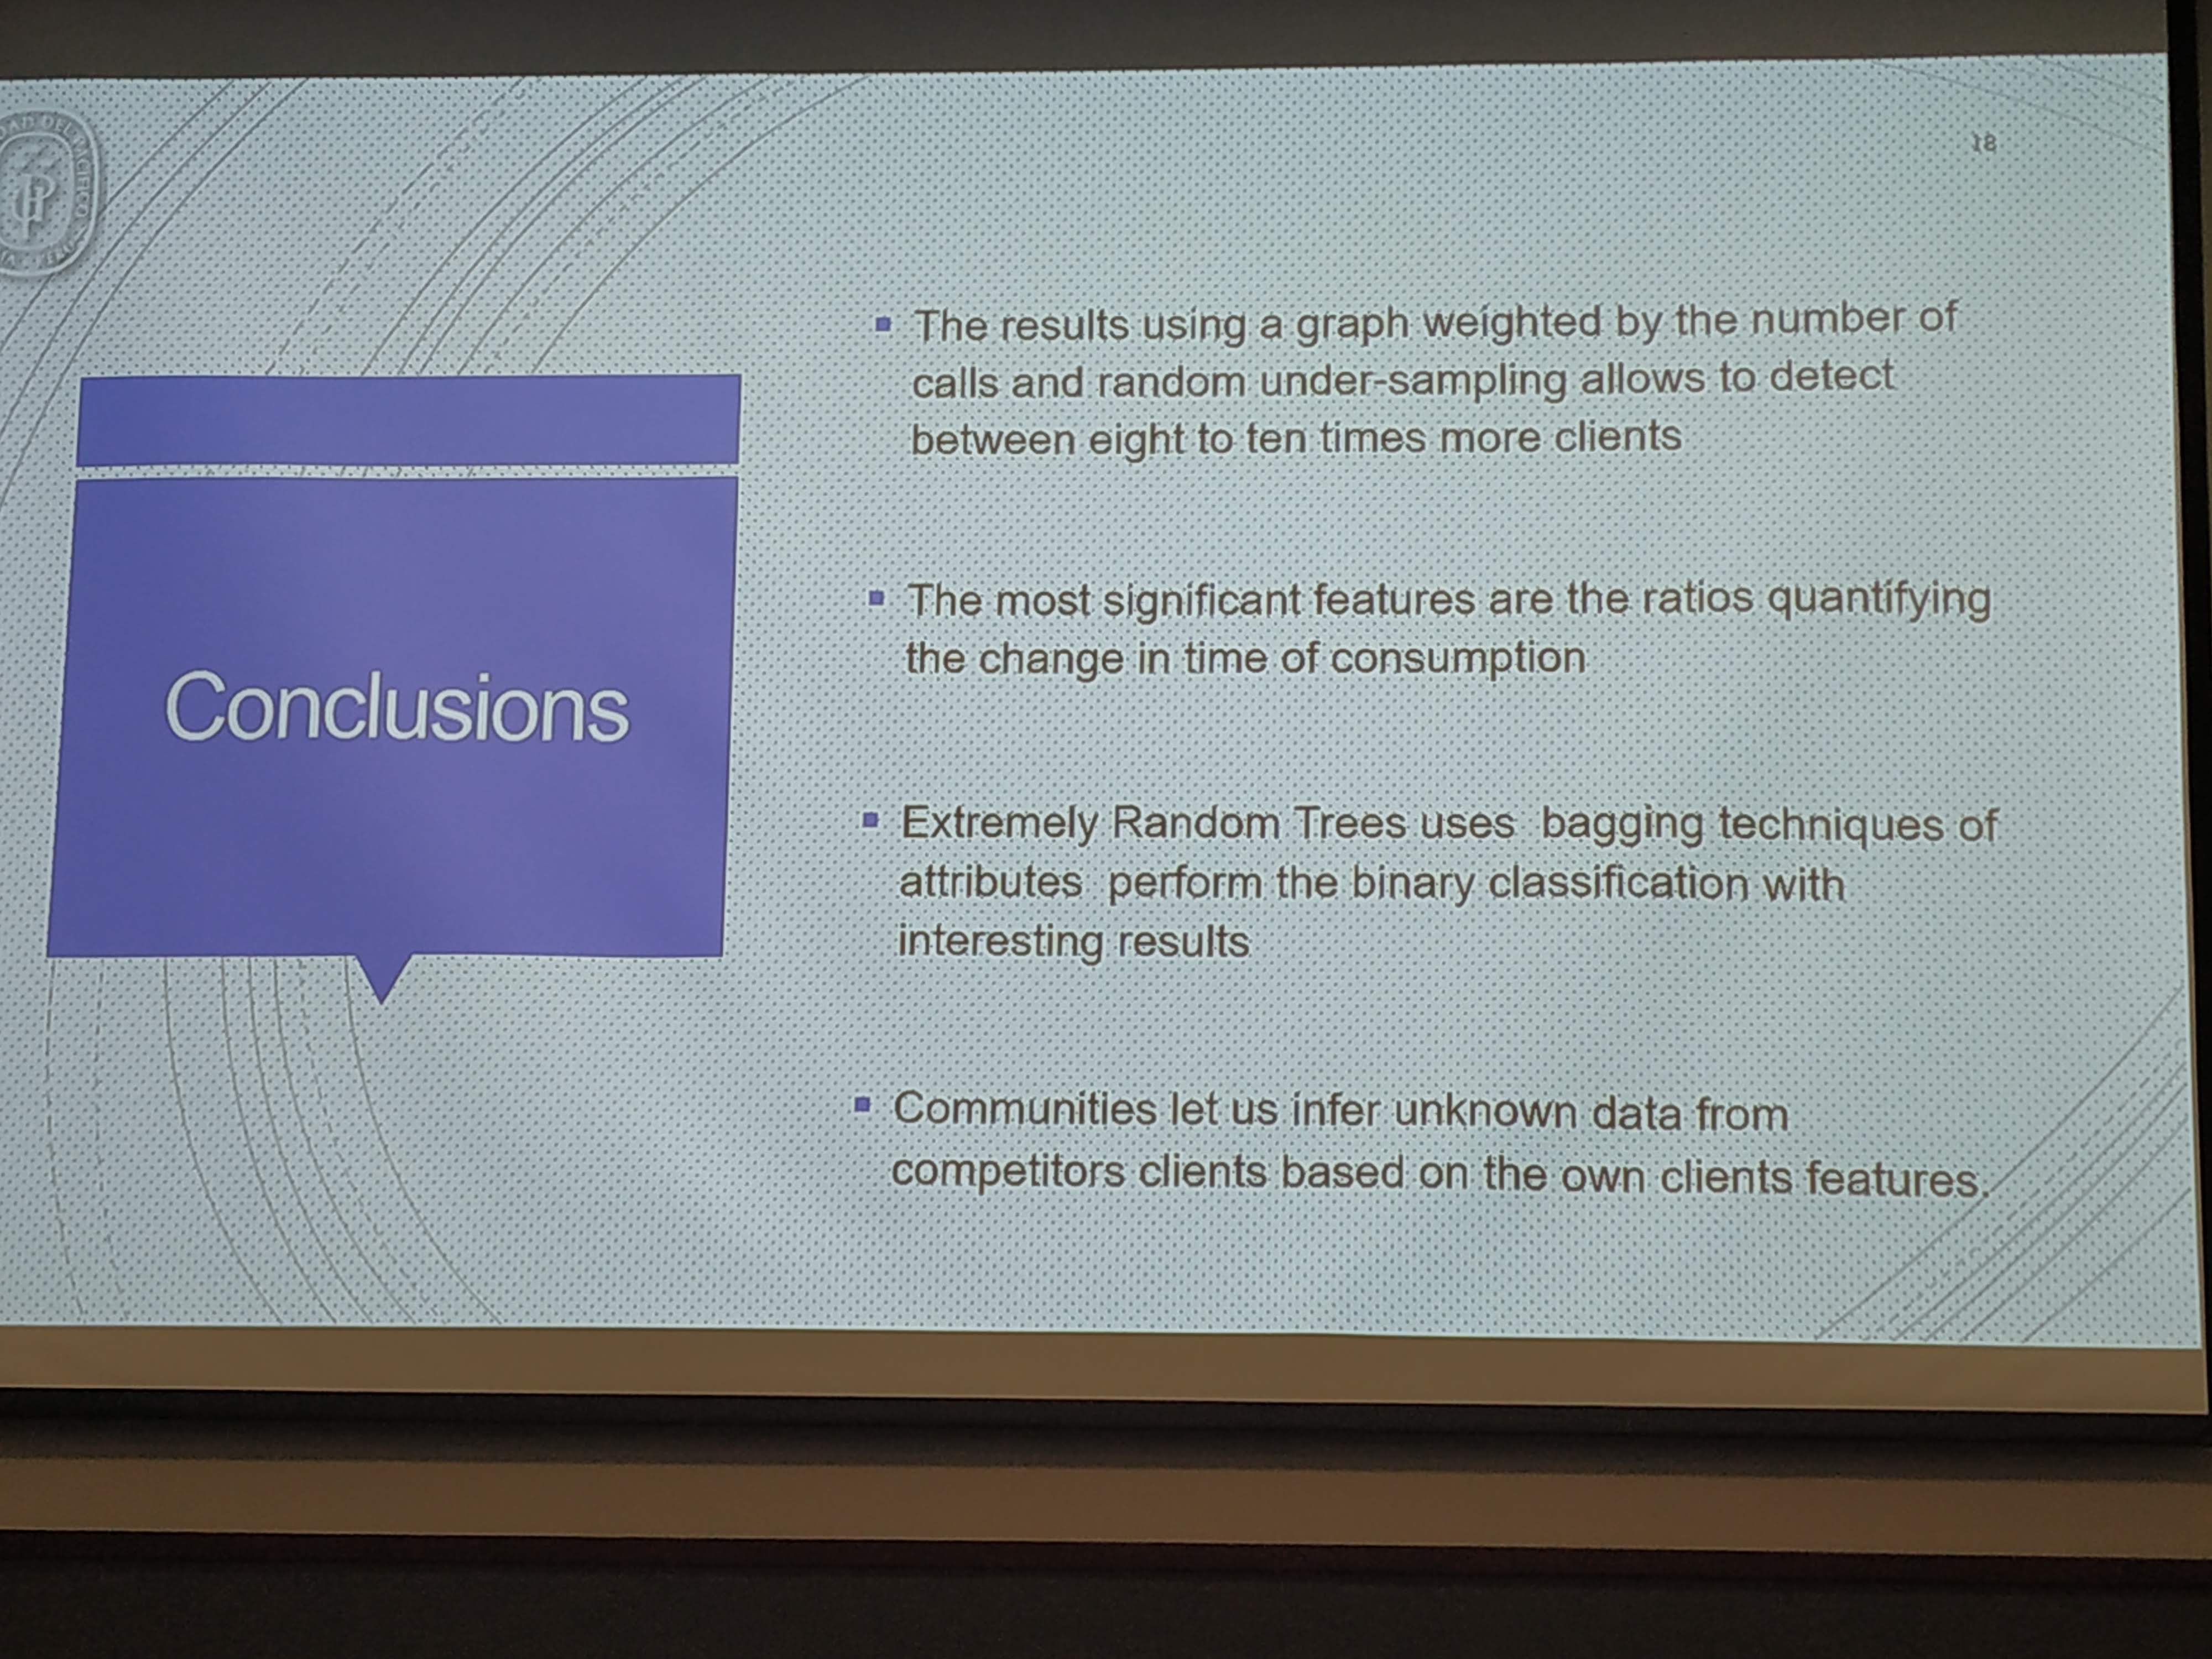 18
The results using a graph weighted by the number of
calls and random under-sampling allows to detect
between eight to ten times more clients
The most significant features are the ratios quantifying
the change in time of consumption
Conclusions
Extremely Random Trees uses bagging techniques of
attributes perform the binary classification with
interesting results
Communities let us infer unknown data from
competitors clients based on the own clients features.